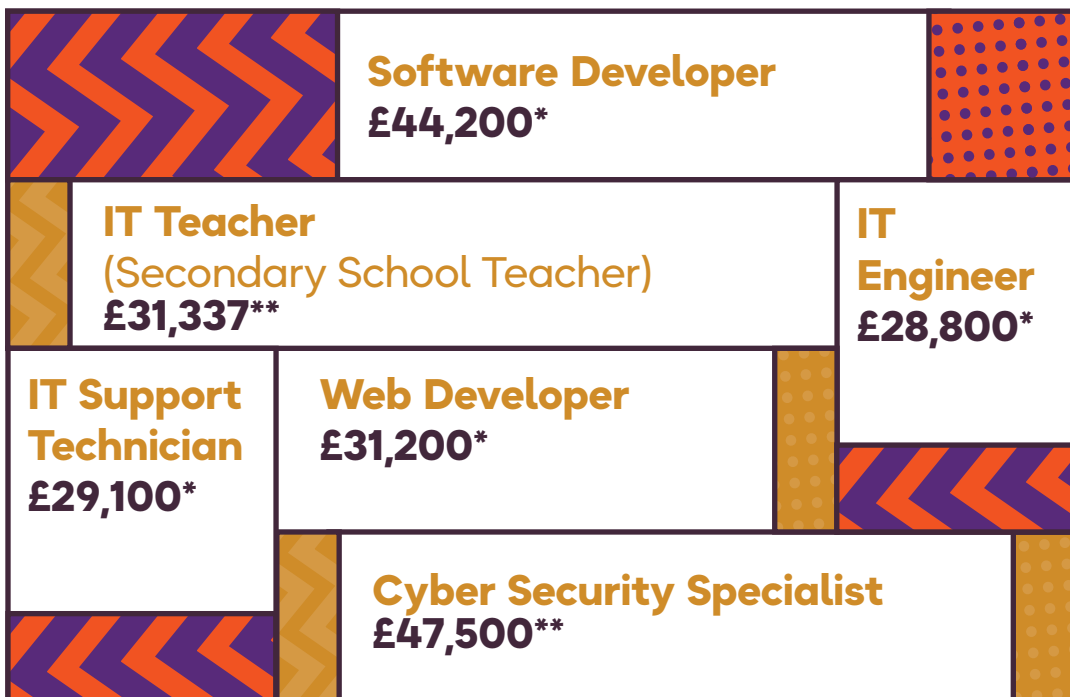 Software Developer
£44,200*
IT Teacher
(Secondary School Teacher)
£31,337**
IT
Engineer
£28,800*
IT Support
Technician
£29,100*
Web Developer
£31,200*
Cyber Security Specialist
£47,500**